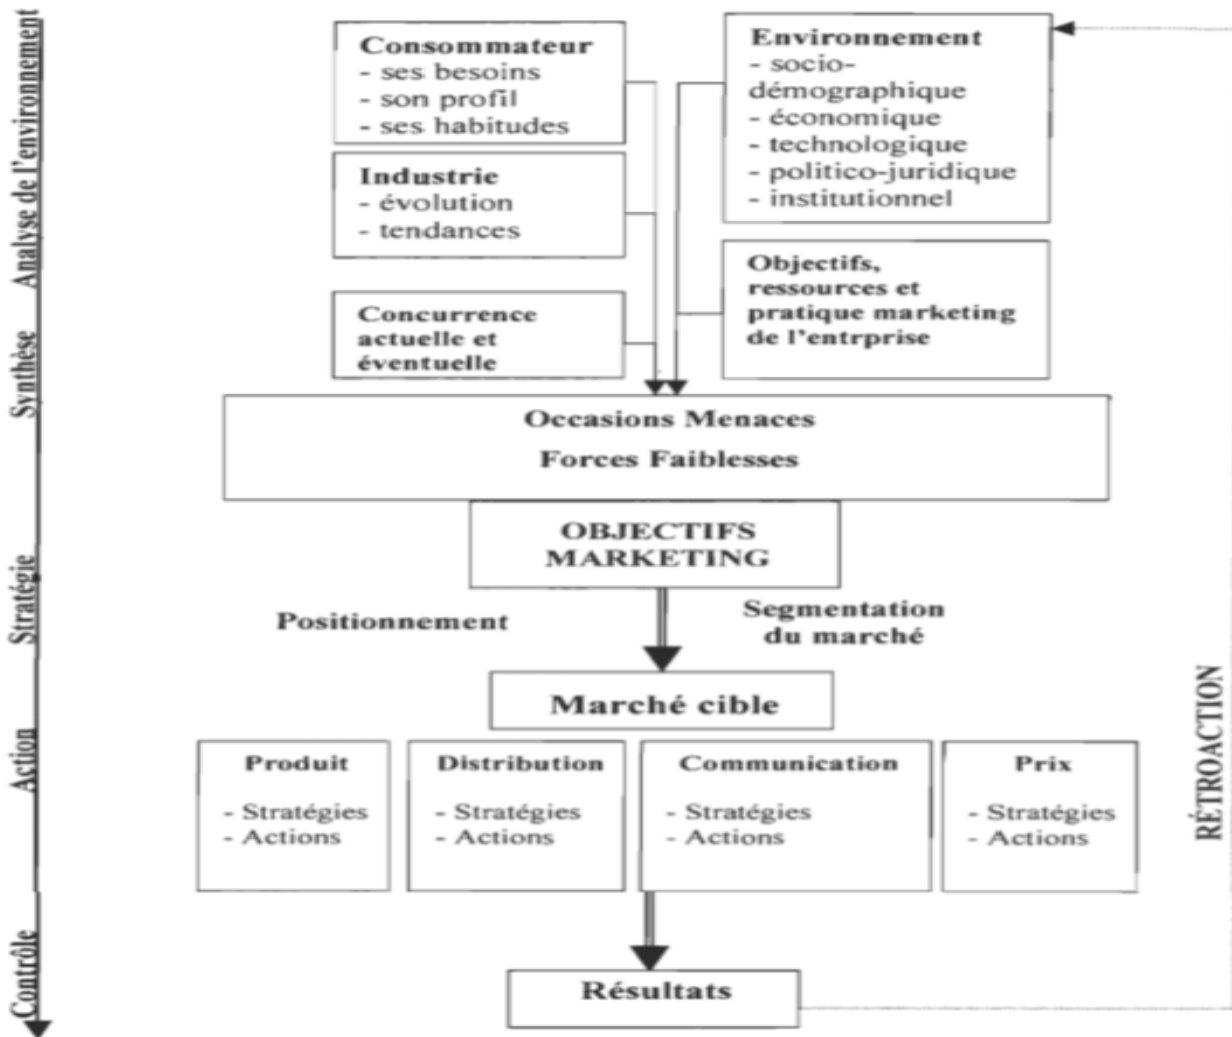 Analyse de l'environnement
Synthèse
Stratégie
Action
Contrôle
Consommateur
- ses besoins
- son profil
- ses habitudes
Industrie
- évolution
- tendances
Concurrence
actuelle et
éventuelle
Environnement
- socio-
démographique
- économique
- technologique
- politico-juridique
- institutionnel
Objectifs,
ressources et
pratique marketing
de l'entrprise
Occasions Menaces
Forces Faiblesses
OBJECTIFS
MARKETING
Positionnement
Segmentation
du marché
Marché cible
Produit
- Stratégies
- Actions
Distribution
- Stratégies
- Actions
Communication
- Stratégies
- Actions
Prix
- Stratégies
- Actions
Résultats
RÉTROACTION